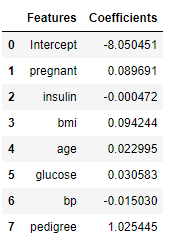 Features Coefficients
0 Intercept -8.050451
1 pregnant 0.089691
2 insulin -0.000472
3 bmi 0.094244
4 age 0.022995
5 glucose 0.030583
6 bp -0.015030
7 pedigree 1.025445